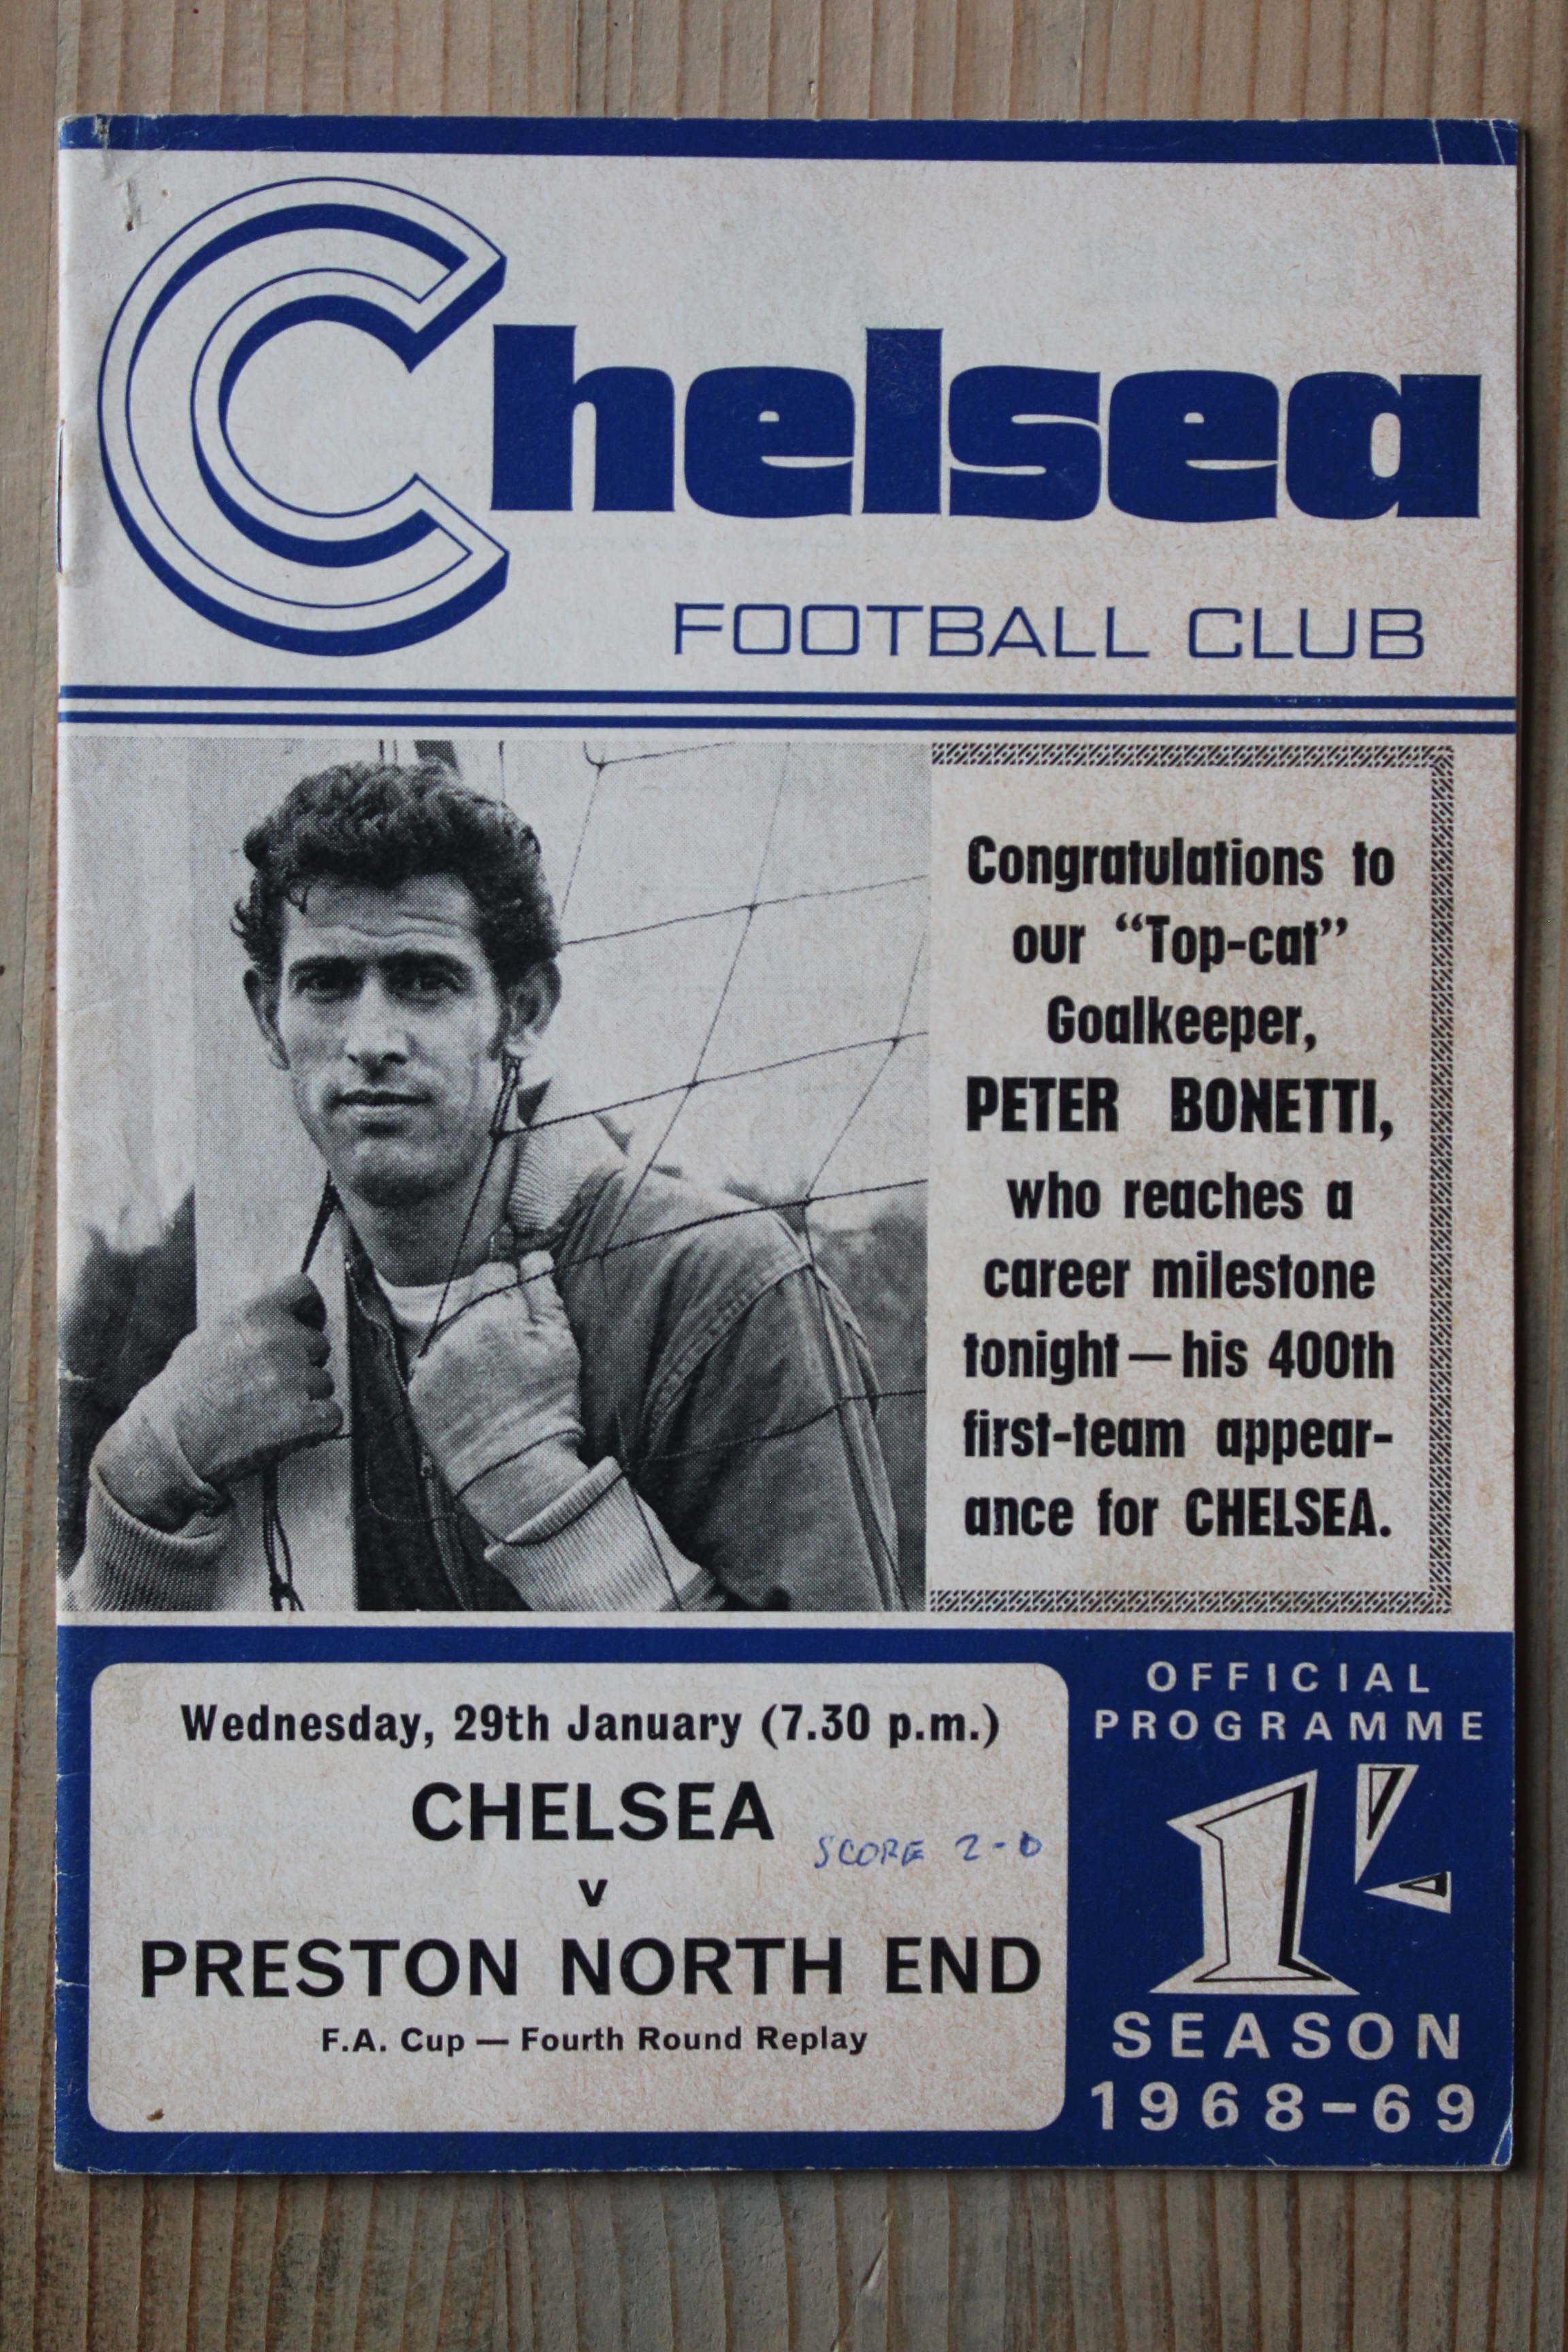 Chelsea
FOOTBALL CLUB
Congratulations to
our “Top-cat”
Goalkeeper,
PETER BONETTI,
who reaches a
career milestone
tonight — his 400th
first-team appear-
ance for CHELSEA.
Wednesday, 29th January (7.30 p.m.)
CHELSEA
SCORE 2-0
v
PRESTON NORTH END
F.A. Cup — Fourth Round Replay
OFFICIAL
PROGRAMME
1/-
SEASON
1968-69